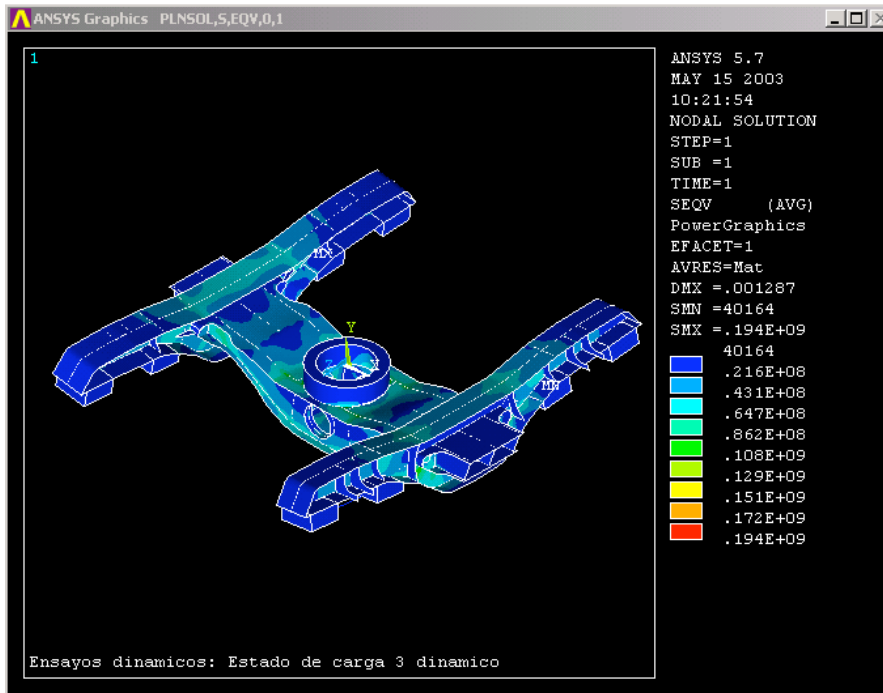 ANSYS Graphics PLNSOL,S,EQV,0,1
1
ANSYS 5.7
MAY 15 2003
10:21:54
NODAL SOLUTION
STEP=1
SUB =1
TIME=1
SEQV (AVG)
PowerGraphics
EFACET=1
AVRES=Mat
DMX =.001287
SMN =40164
SMX =.194E+09
40164
.216E+08
.431E+08
.647E+08
.862E+08
.108E+09
.129E+09
.151E+09
.172E+09
.194E+09
MX
Y
Z
X
MN
Ensayos dinamicos: Estado de carga 3 dinamico